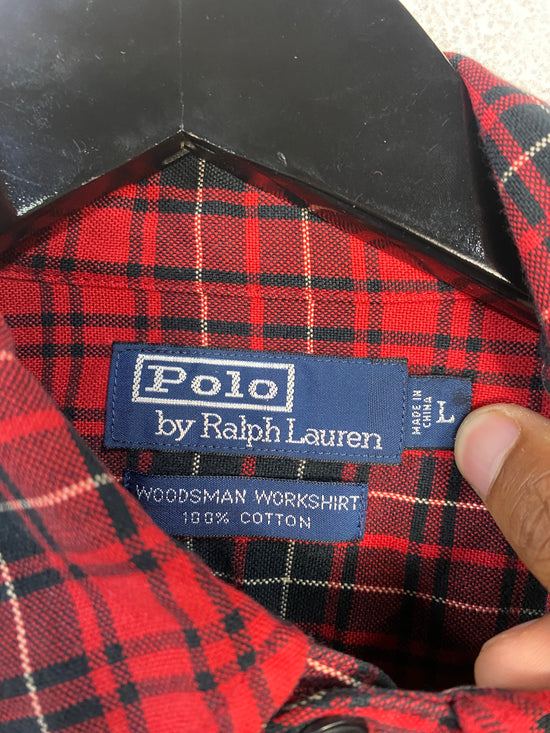 Polo
by Ralph Lauren
MADE IN
CHINA
L
WOODSMAN WORKSHIRT
100% COTTON